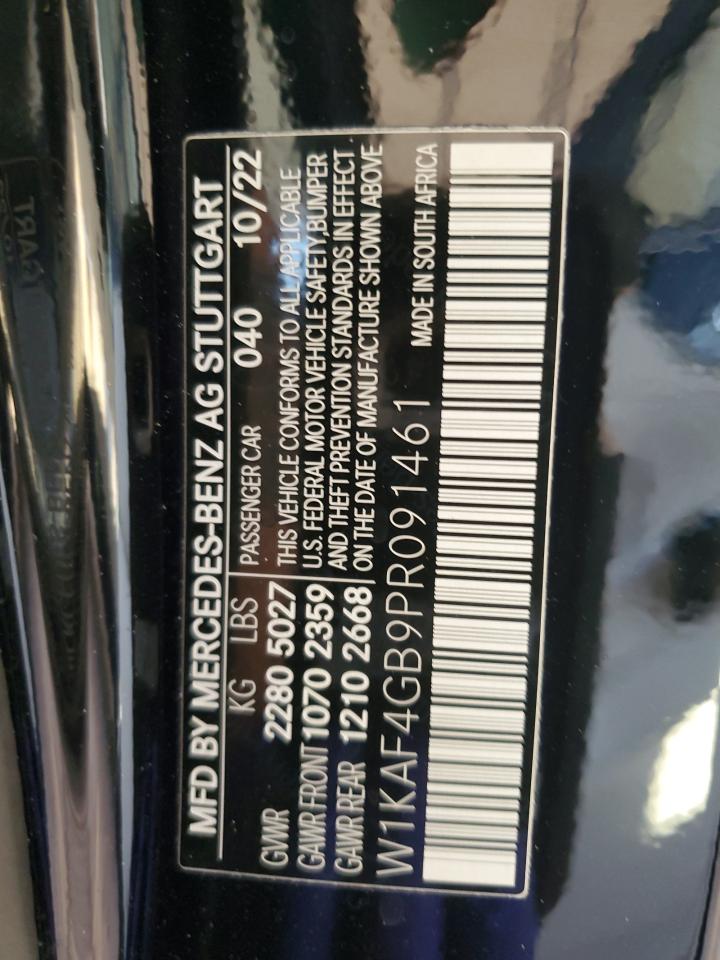 MFD BY MERCEDES-BENZ AG STUTTGART
KG LBS PASSENGER CAR 040 10/22
GVWR 2280 5027 THIS VEHICLE CONFORMS TO ALL APPLICABLE
GAWR FRONT 1070 2359 U.S. FEDERAL MOTOR VEHICLE SAFETY,BUMPER
GAWR REAR 1210 2668 AND THEFT PREVENTION STANDARDS IN EFFECT
ON THE DATE OF MANUFACTURE SHOWN ABOVE
W1KAF4GB9PR091461 MADE IN SOUTH AFRICA